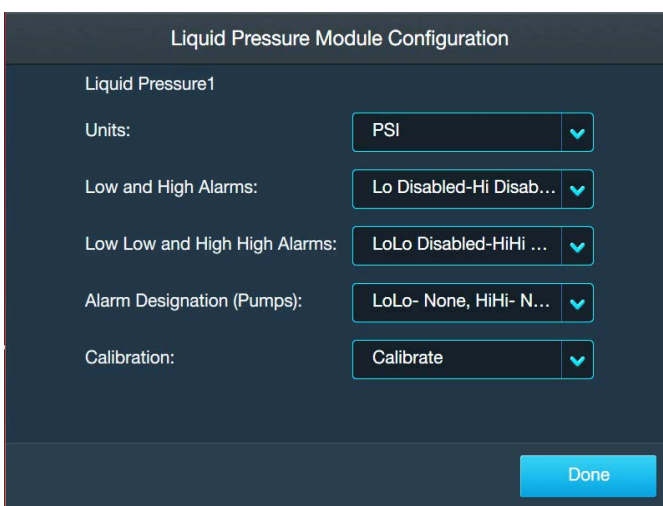 Liquid Pressure Module Configuration
Liquid Pressure1
Units: PSI
Low and High Alarms: Lo Disabled-Hi Disab...
Low Low and High High Alarms: LoLo Disabled-HiHi ...
Alarm Designation (Pumps): LoLo- None, HiHi- N...
Calibration: Calibrate
Done